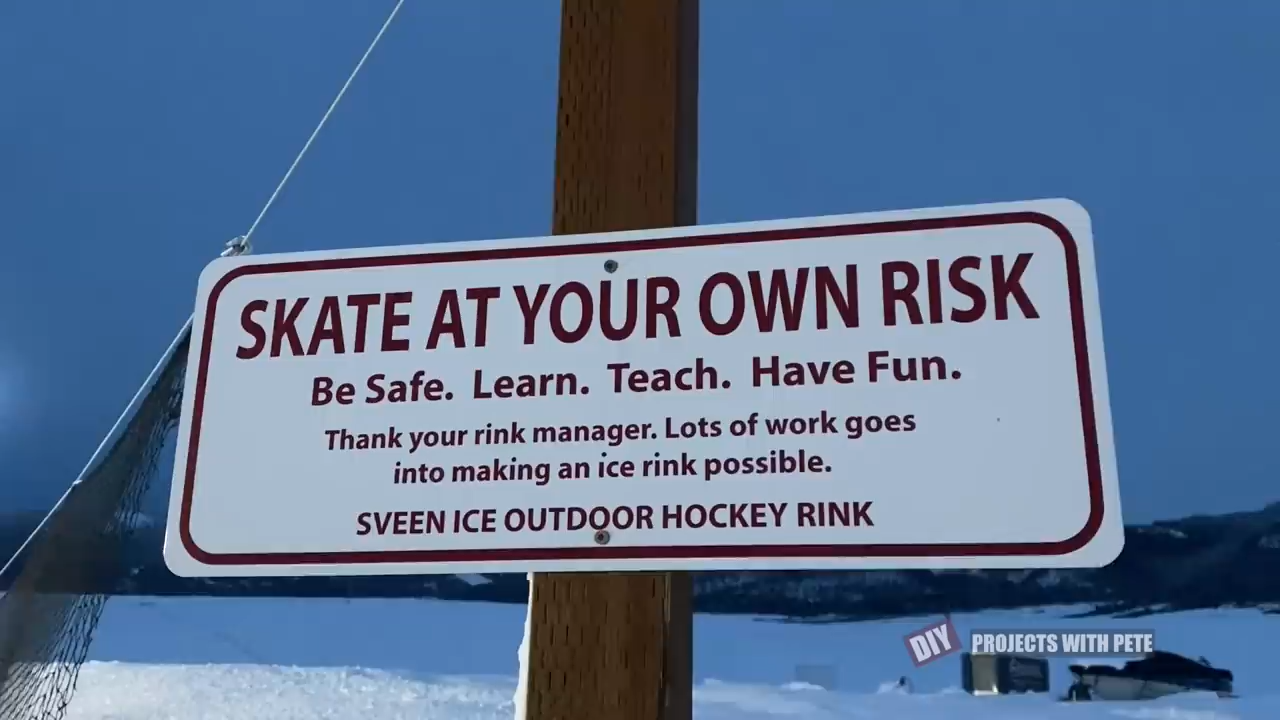 SKATE AT YOUR OWN RISK
Be Safe. Learn. Teach. Have Fun.
Thank your rink manager. Lots of work goes
into making an ice rink possible.
SVEEN ICE OUTDOOR HOCKEY RINK
DIY PROJECTS WITH PETE